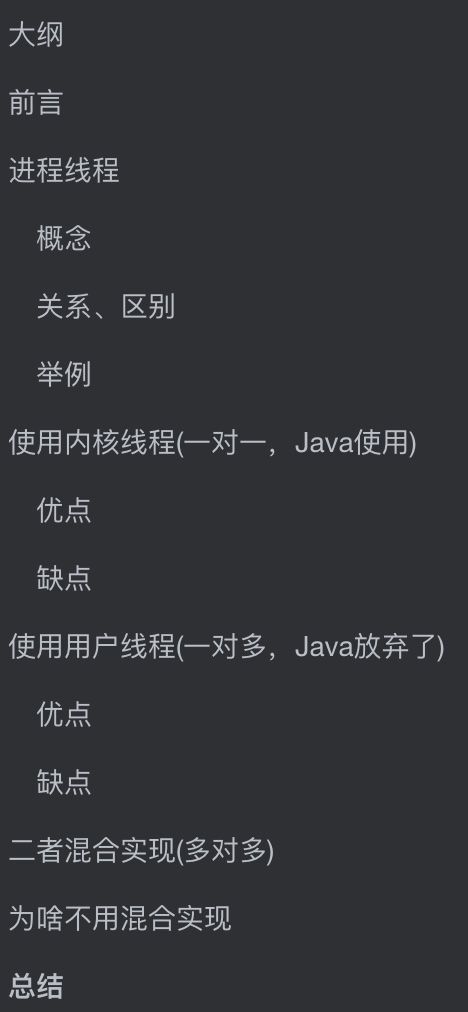 大纲
前言
进程线程
概念
关系、区别
举例
使用内核线程(一对一，Java使用)
优点
缺点
使用用户线程(一对多，Java放弃了)
优点
缺点
二者混合实现(多对多)
为啥不用混合实现
总结